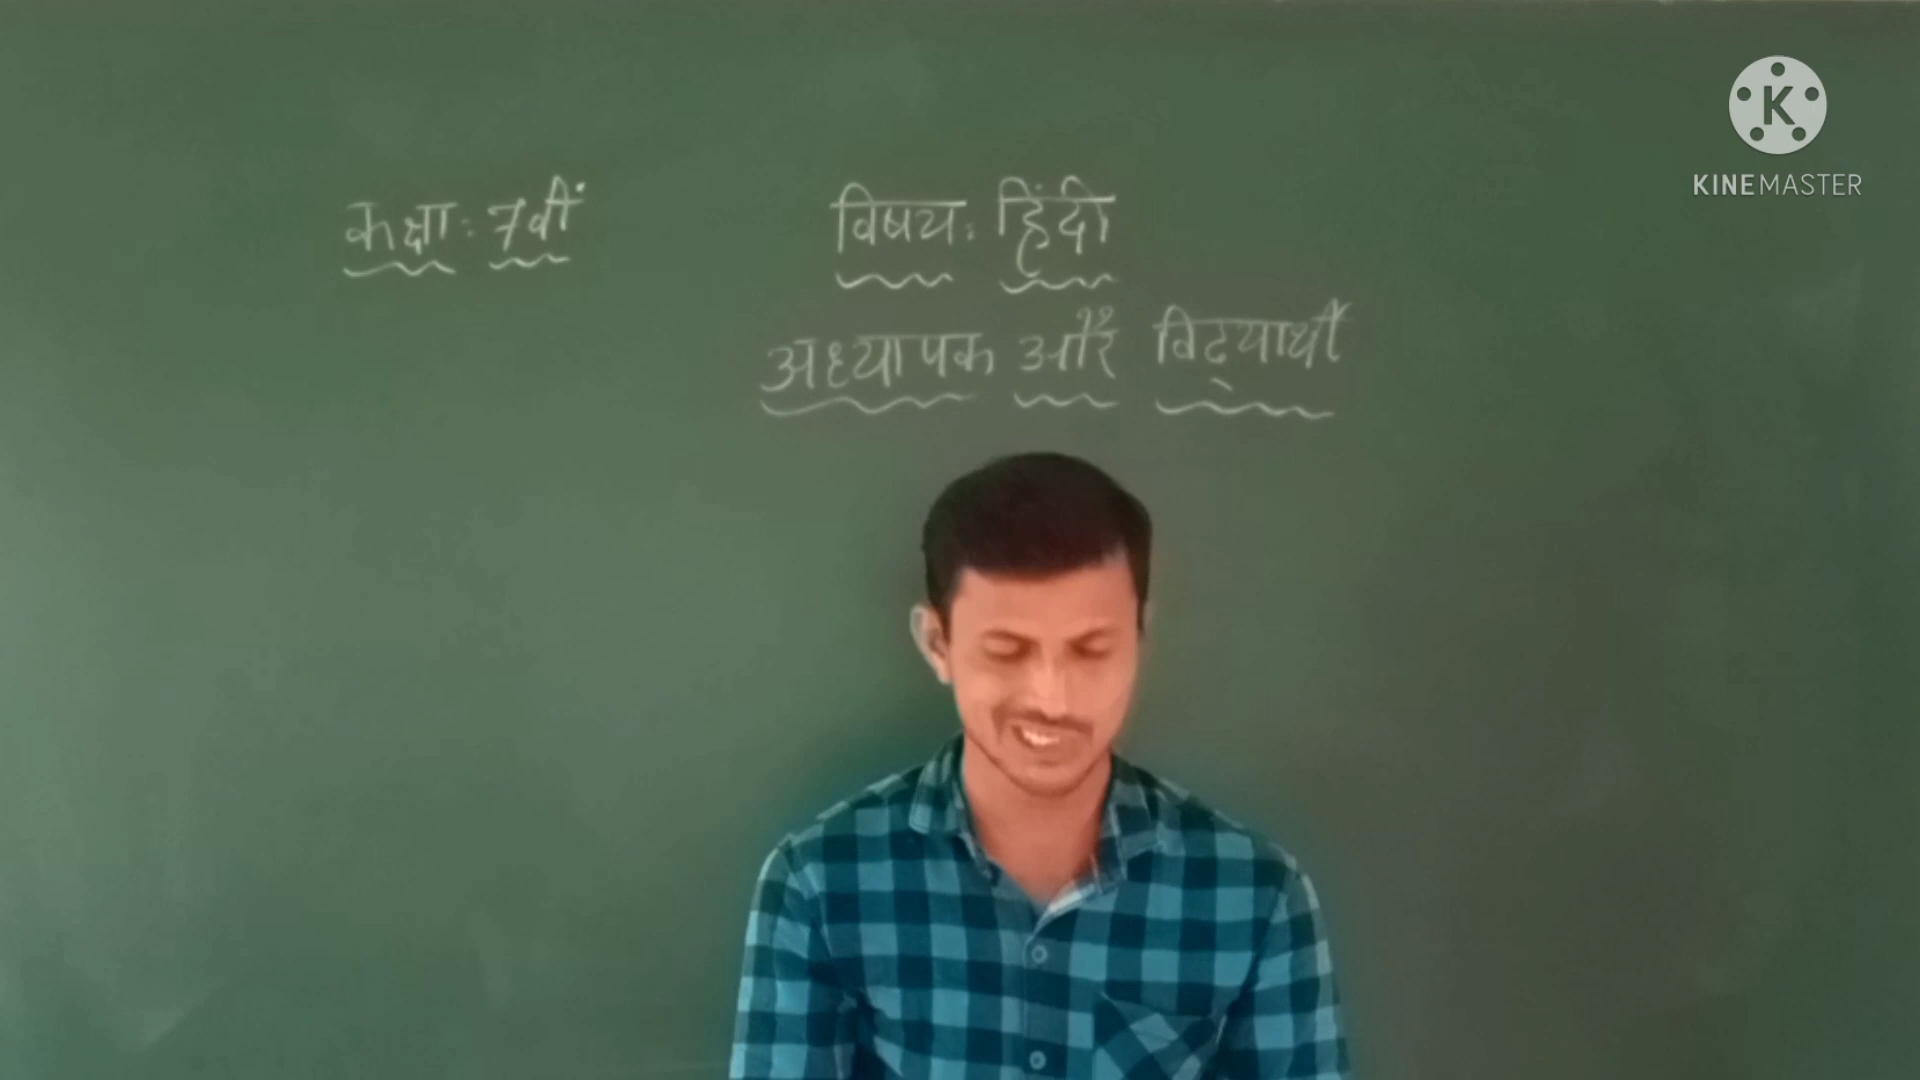 कक्षा: 7वीं
विषय: हिंदी
अध्यापक और विद्यार्थी
K
KINEMASTER